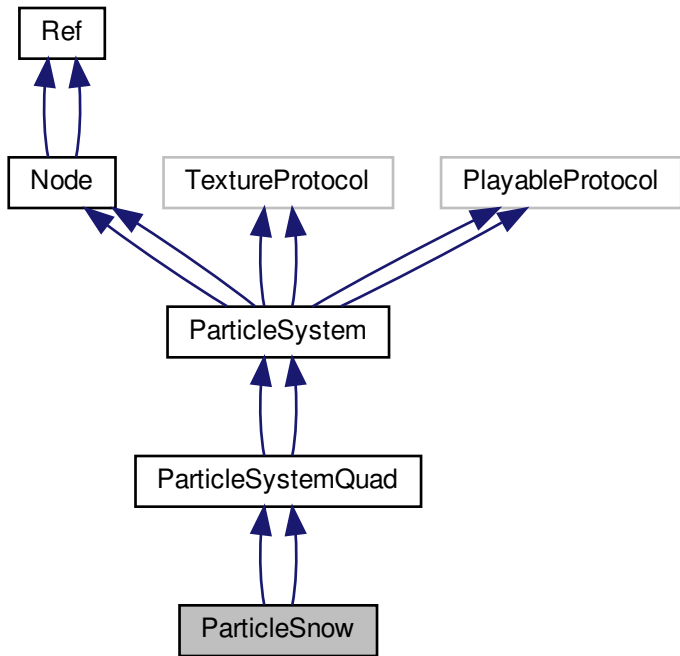 Ref
Node
TextureProtocol
PlayableProtocol
ParticleSystem
ParticleSystemQuad
ParticleSnow